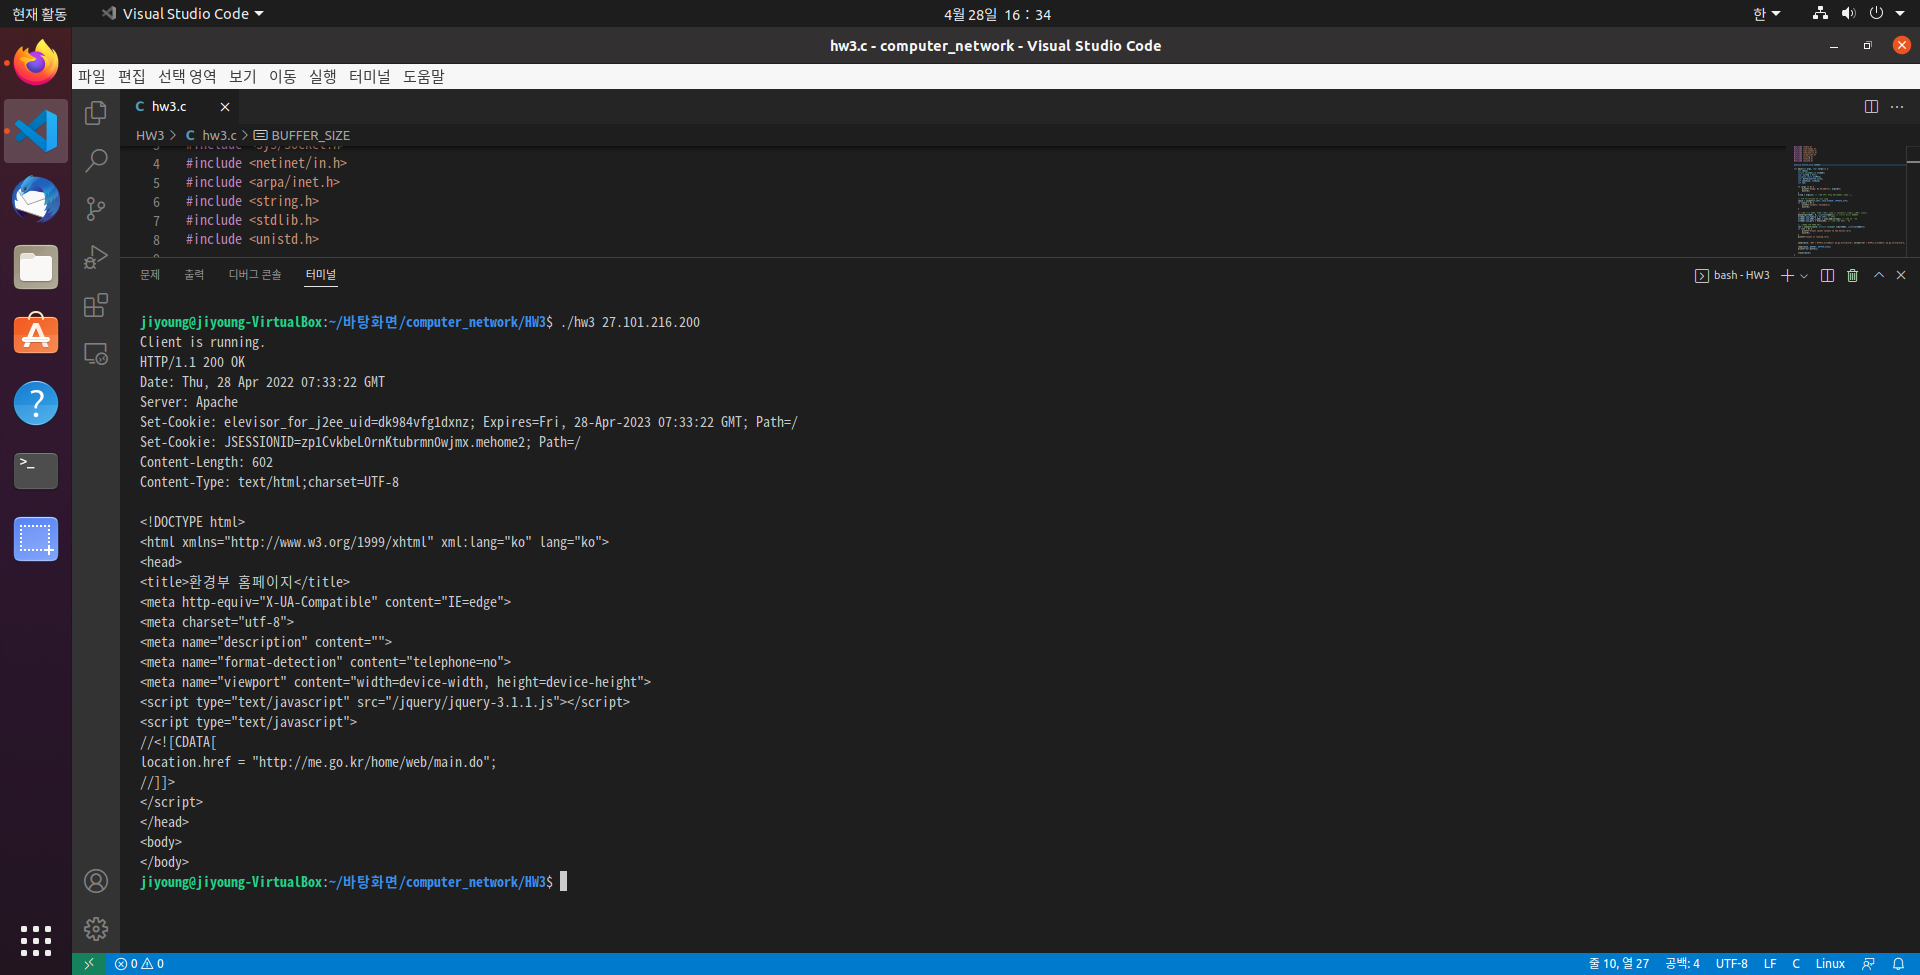 현재 활동
Visual Studio Code
4월 28일 16 : 34
한
hw3.c - computer_network - Visual Studio Code
파일 편집 선택 영역 보기 이동 실행 터미널 도움말
C hw3.c
HW3 > C hw3.c > BUFFER_SIZE
3 #include <sys/socket.h>
4 #include <netinet/in.h>
5 #include <arpa/inet.h>
6 #include <string.h>
7 #include <stdlib.h>
8 #include <unistd.h>
문제 출력 디버그 콘솔 터미널
bash - HW3
jiyoung@jiyoung-VirtualBox:~/바탕화면/computer_network/HW3$ ./hw3 27.101.216.200
Client is running.
HTTP/1.1 200 OK
Date: Thu, 28 Apr 2022 07:33:22 GMT
Server: Apache
Set-Cookie: elevisor_for_j2ee_uid=dk984vfg1dxnz; Expires=Fri, 28-Apr-2023 07:33:22 GMT; Path=/
Set-Cookie: JSESSIONID=zp1CvkbeL0rnKtubrmn0wjmx.mehome2; Path=/
Content-Length: 602
Content-Type: text/html;charset=UTF-8
<!DOCTYPE html>
<html xmlns="http://www.w3.org/1999/xhtml" xml:lang="ko" lang="ko">
<head>
<title>환경부 홈페이지</title>
<meta http-equiv="X-UA-Compatible" content="IE=edge">
<meta charset="utf-8">
<meta name="description" content="">
<meta name="format-detection" content="telephone=no">
<meta name="viewport" content="width=device-width, height=device-height">
<script type="text/javascript" src="/jquery/jquery-3.1.1.js"></script>
<script type="text/javascript">
//<![CDATA[
location.href = "http://me.go.kr/home/web/main.do";
//]]>
</script>
</head>
<body>
</body>
jiyoung@jiyoung-VirtualBox:~/바탕화면/computer_network/HW3$
0 0
줄 10, 열 27 공백: 4 UTF-8 LF C Linux